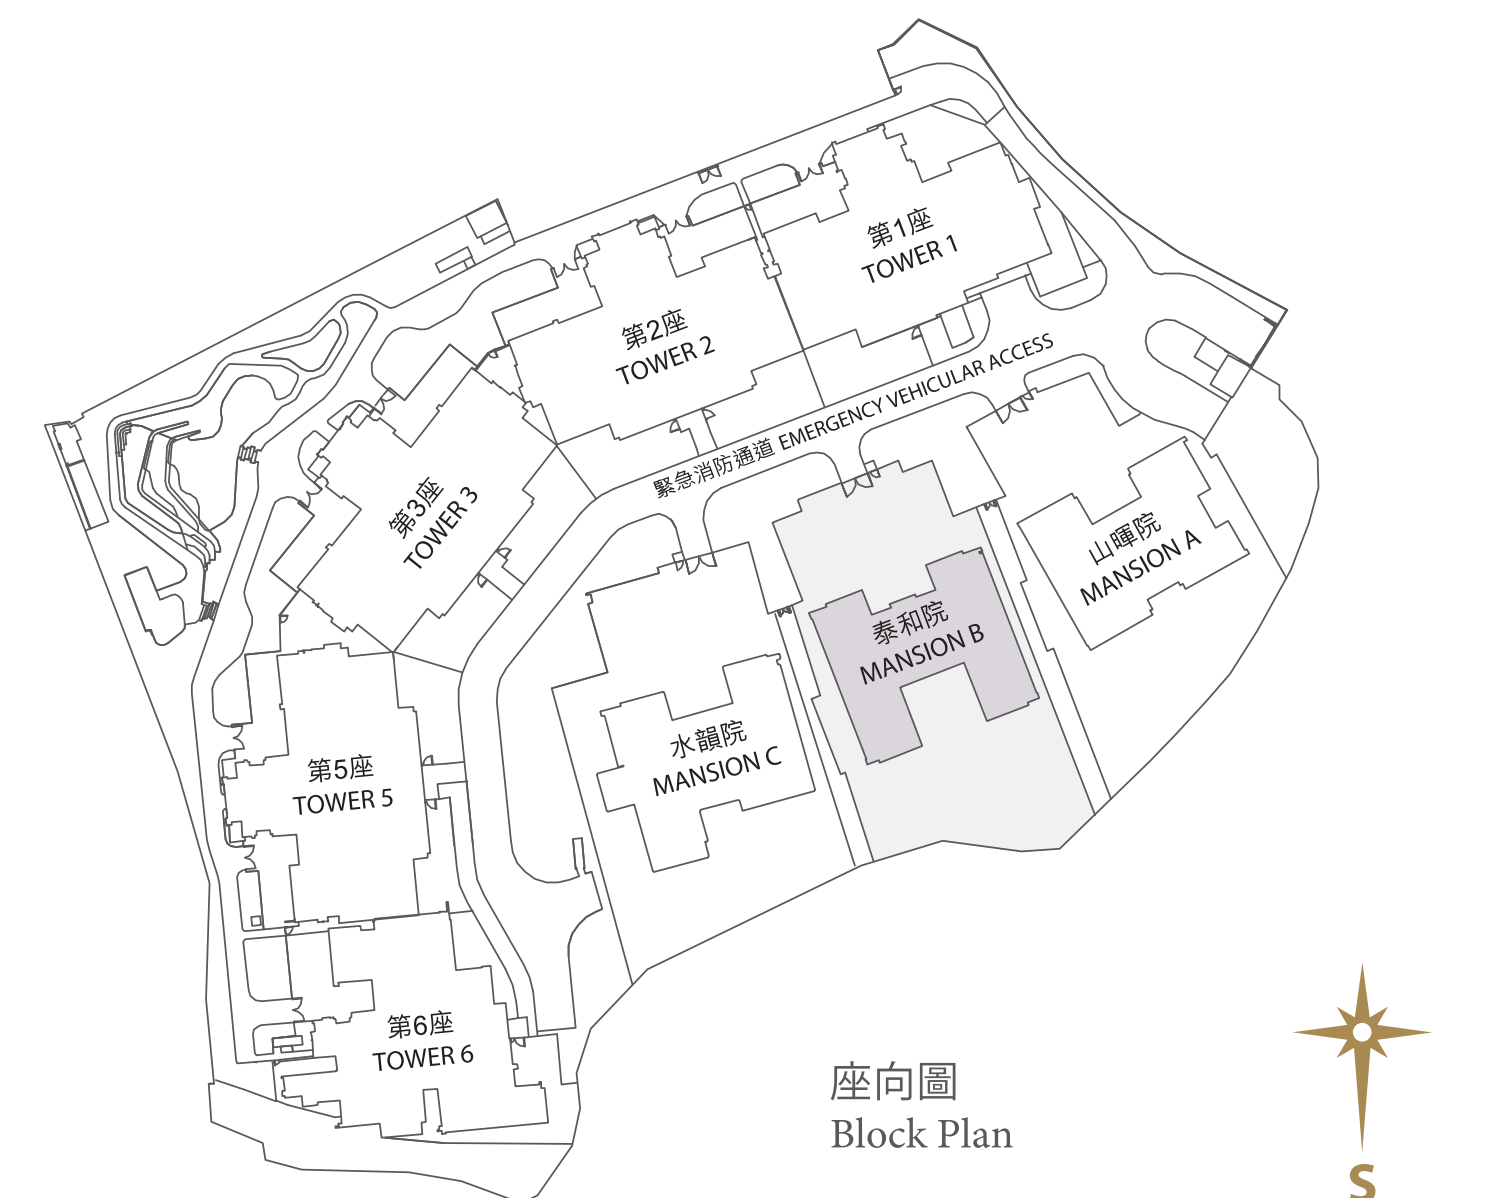 第1座
TOWER 1
第2座
TOWER 2
緊急消防通道 EMERGENCY VEHICULAR ACCESS
第3座
TOWER 3
山暉院
MANSION A
泰和院
MANSION B
水韻院
MANSION C
第5座
TOWER 5
第6座
TOWER 6
座向圖
Block Plan
S